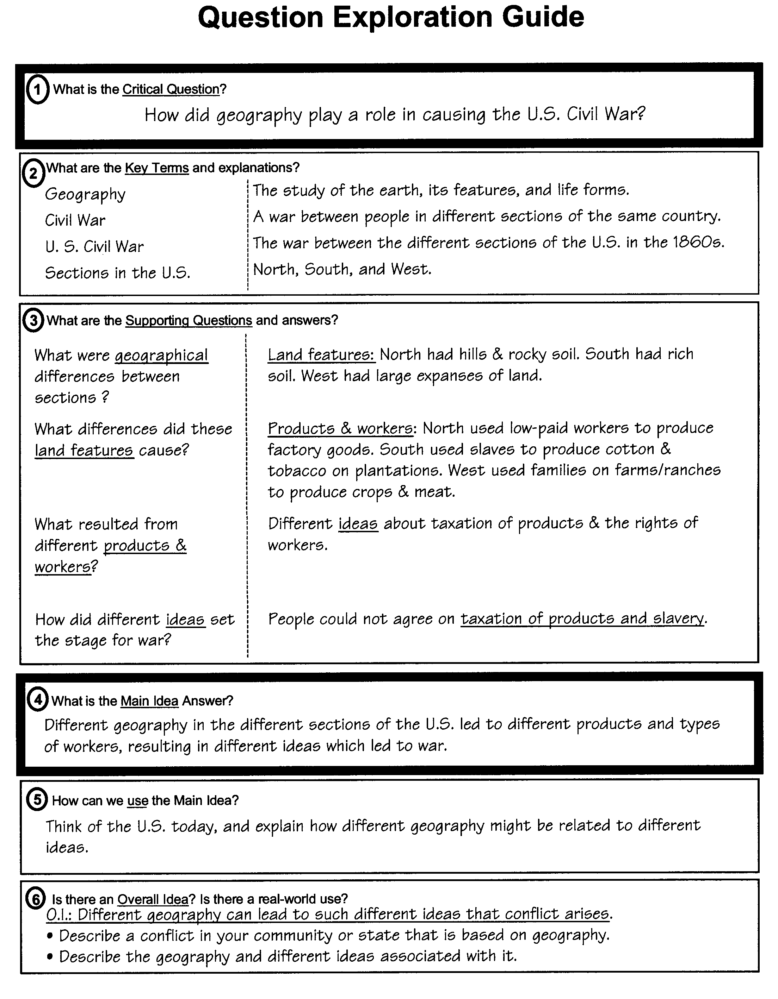 Question Exploration Guide
1 What is the Critical Question?
How did geography play a role in causing the U.S. Civil War?
2 What are the Key Terms and explanations?
Geography
The study of the earth, its features, and life forms.
Civil War
A war between people in different sections of the same country.
U. S. Civil War
The war between the different sections of the U.S. in the 1860s.
Sections in the U.S.
North, South, and West.
3 What are the Supporting Questions and answers?
What were geographical
differences between
sections ?
Land features: North had hills & rocky soil. South had rich
soil. West had large expanses of land.
What differences did these
land features cause?
Products & workers: North used low-paid workers to produce
factory goods. South used slaves to produce cotton &
tobacco on plantations. West used families on farms/ranches
to produce crops & meat.
What resulted from
different products &
workers?
Different ideas about taxation of products & the rights of
workers.
How did different ideas set
the stage for war?
People could not agree on taxation of products and slavery.
4 What is the Main Idea Answer?
Different geography in the different sections of the U.S. led to different products and types
of workers, resulting in different ideas which led to war.
5 How can we use the Main Idea?
Think of the U.S. today, and explain how different geography might be related to different
ideas.
6 Is there an Overall Idea? Is there a real-world use?
O.I.: Different geography can lead to such different ideas that conflict arises.
• Describe a conflict in your community or state that is based on geography.
• Describe the geography and different ideas associated with it.